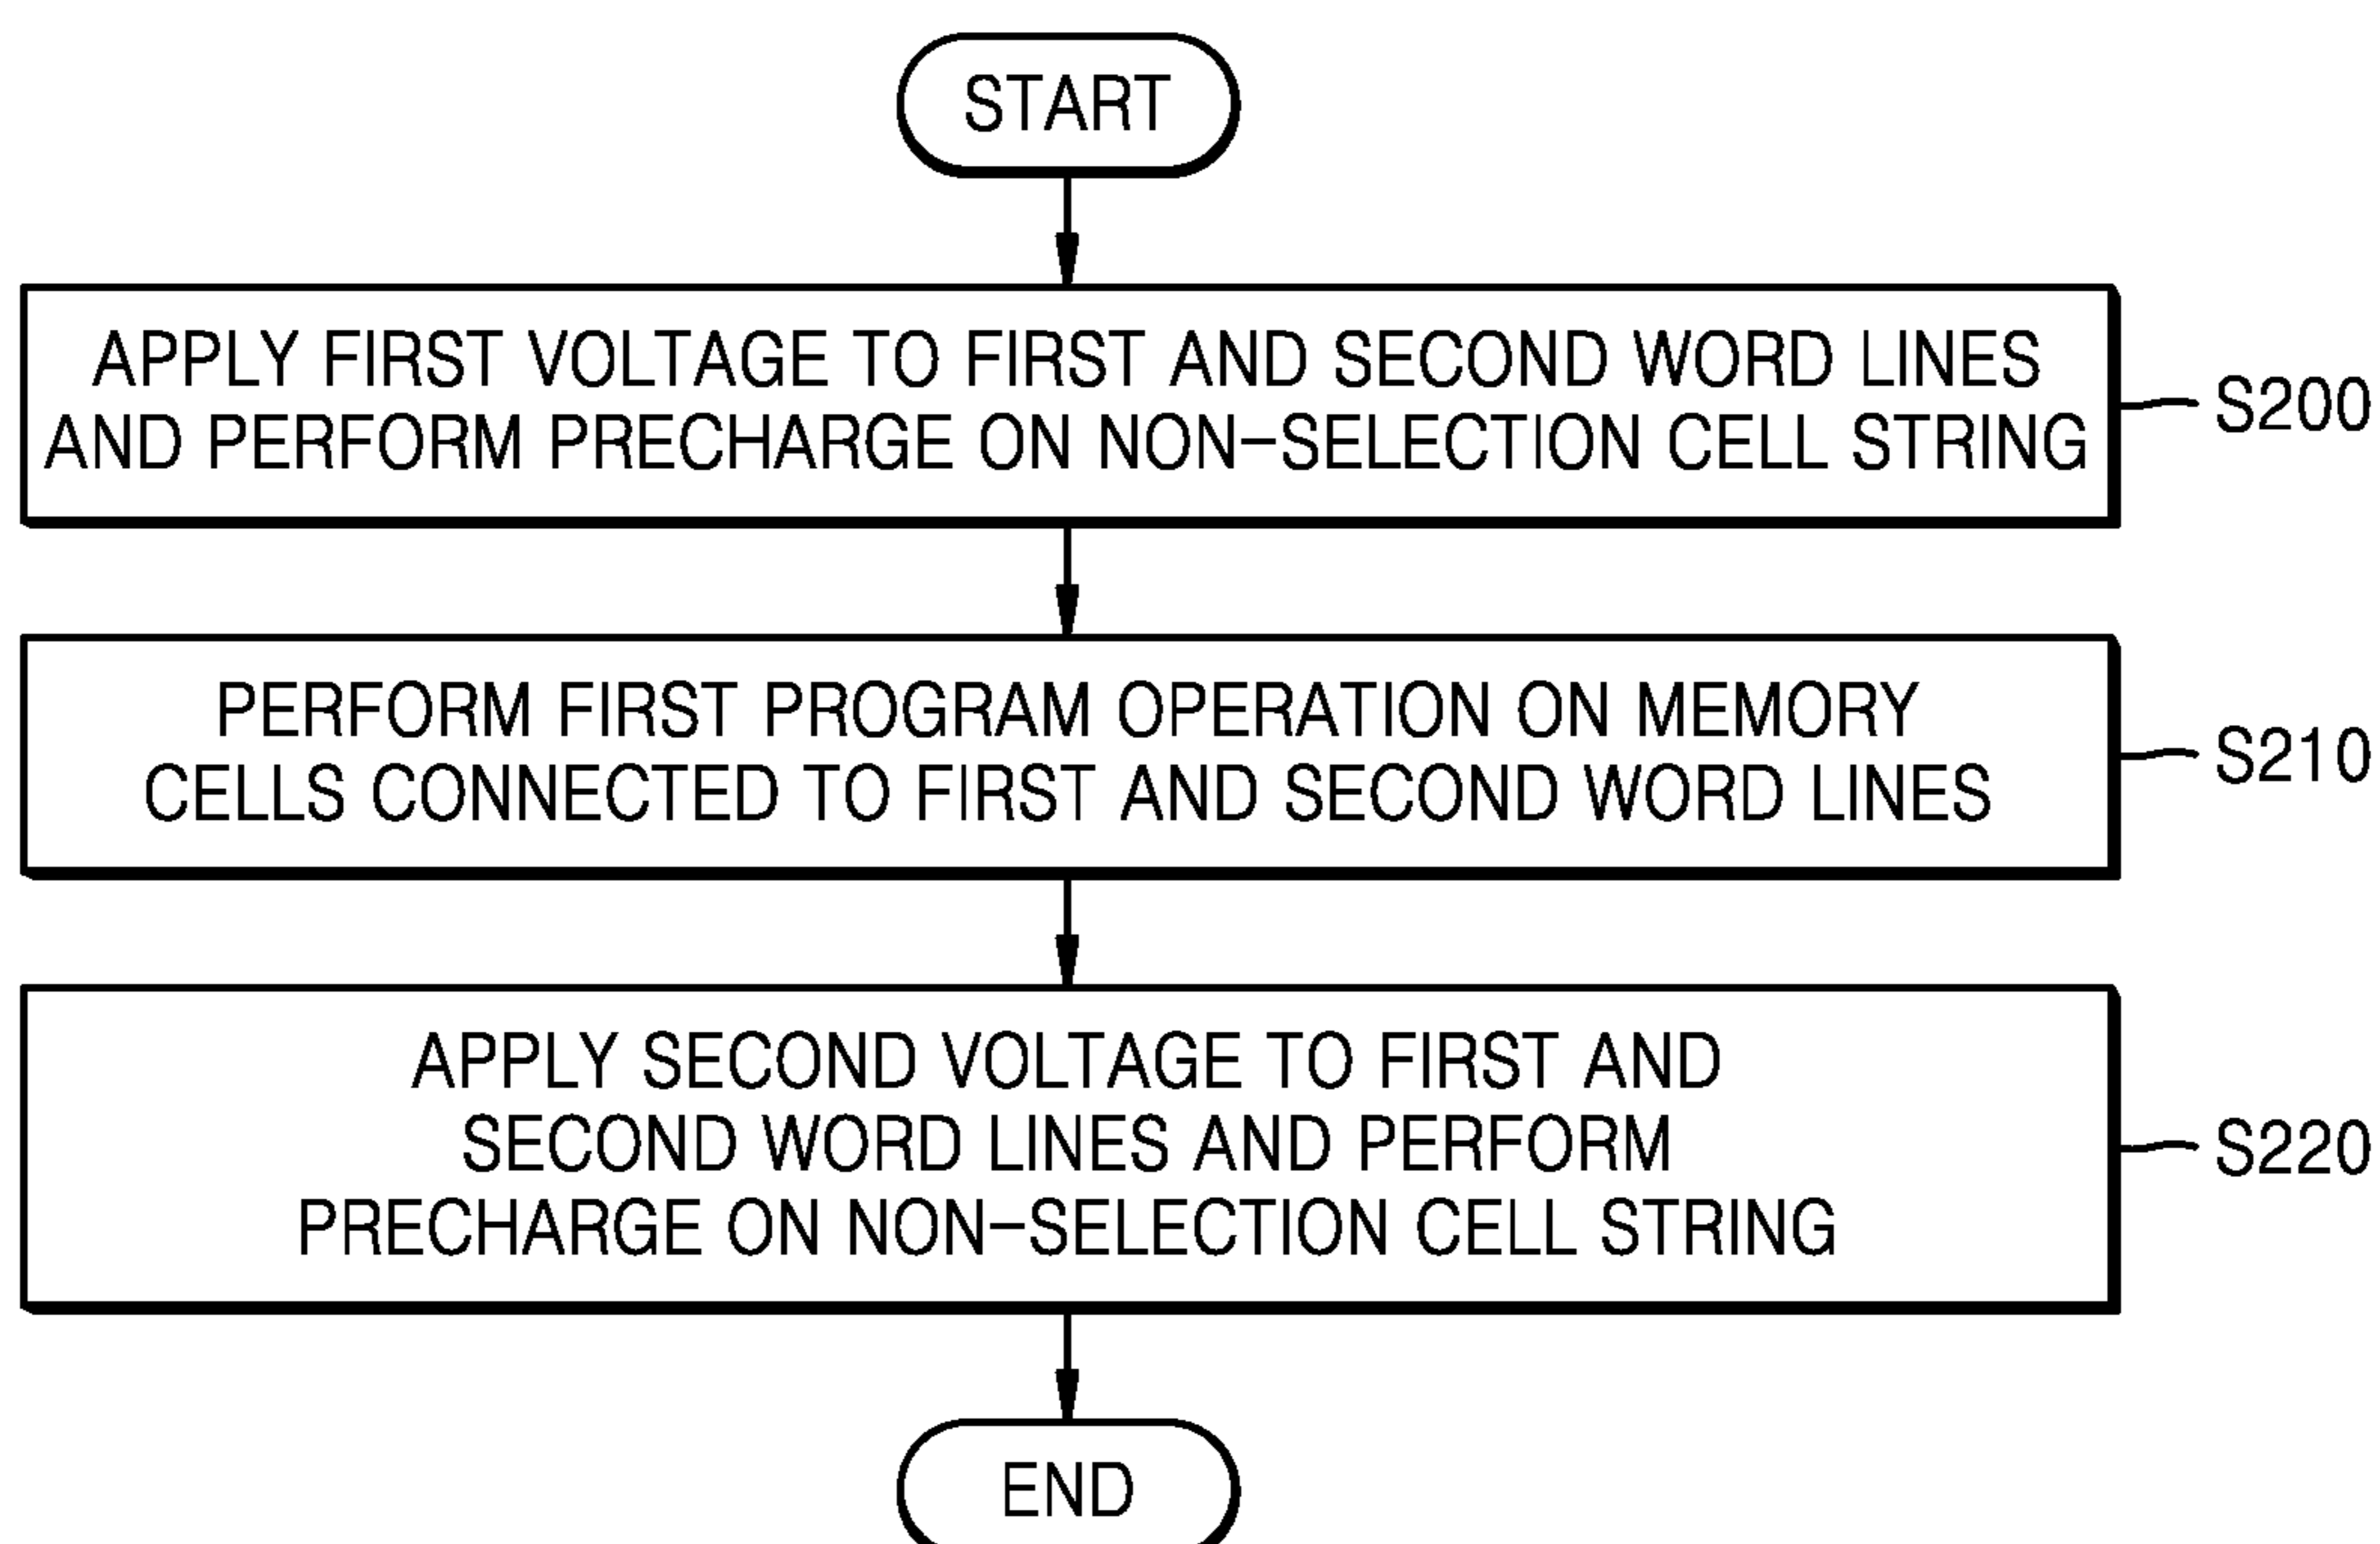 START
APPLY FIRST VOLTAGE TO FIRST AND SECOND WORD LINES
AND PERFORM PRECHARGE ON NON-SELECTION CELL STRING
S200
PERFORM FIRST PROGRAM OPERATION ON MEMORY
CELLS CONNECTED TO FIRST AND SECOND WORD LINES
S210
APPLY SECOND VOLTAGE TO FIRST AND
SECOND WORD LINES AND PERFORM
PRECHARGE ON NON-SELECTION CELL STRING
S220
END